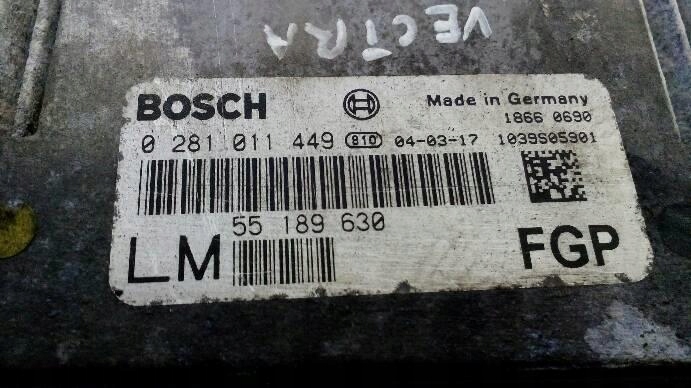 VECTRA
BOSCH
Made in Germany
1866 0690
0 281 011 449 810 04-03-17 1039S05901
55 189 630
LM
FGP